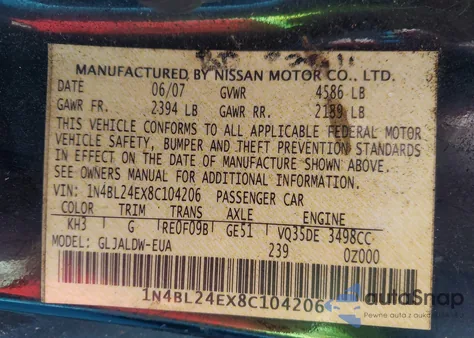 MANUFACTURED BY NISSAN MOTOR CO., LTD.
DATE 06/07 GVWR 4586 LB
GAWR FR. 2394 LB GAWR RR. 2189 LB
THIS VEHICLE CONFORMS TO ALL APPLICABLE FEDERAL MOTOR
VEHICLE SAFETY, BUMPER AND THEFT PREVENTION STANDARDS
IN EFFECT ON THE DATE OF MANUFACTURE SHOWN ABOVE.
SEE OWNERS MANUAL FOR ADDITIONAL INFORMATION.
VIN: 1N4BL24EX8C104206 PASSENGER CAR
COLOR TRIM TRANS AXLE ENGINE
KH3 G RE0F09B GE51 VQ35DE 3498CC
MODEL: GLJALDW-EUA 239 0Z000
1N4BL24EX8C104206
autoSnap